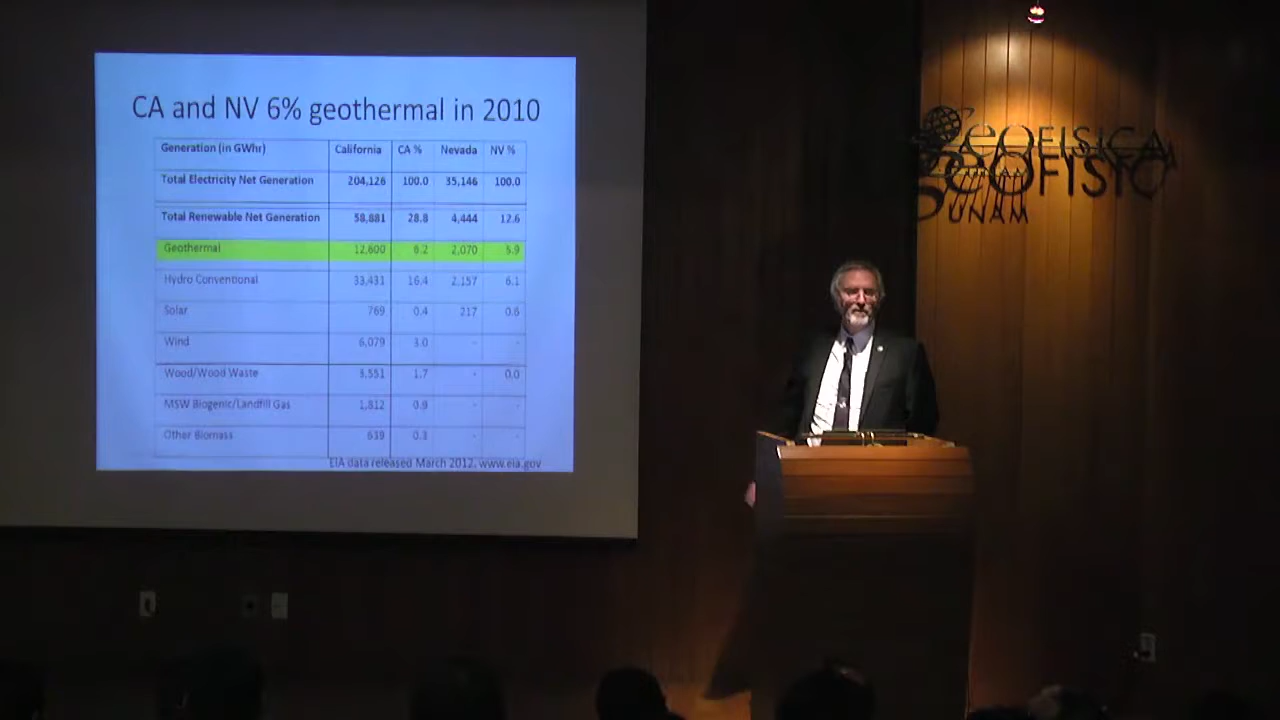 CA and NV 6% geothermal in 2010
Generation (in GWhr) California CA % Nevada NV %
Total Electricity Net Generation 204,126 100.0 35,146 100.0
Total Renewable Net Generation 58,881 28.8 4,444 12.6
Geothermal 12,600 6.2 2,070 5.9
Hydro Conventional 33,431 16.4 2,157 6.1
Solar 769 0.4 217 0.6
Wind 6,079 3.0 - -
Wood/Wood Waste 3,551 1.7 - 0.0
MSW Biogenic/Landfill Gas 1,812 0.9 - -
Other Biomass 639 0.3 - -
EIA data released March 2012. www.eia.gov
GEOFISICA
UNAM